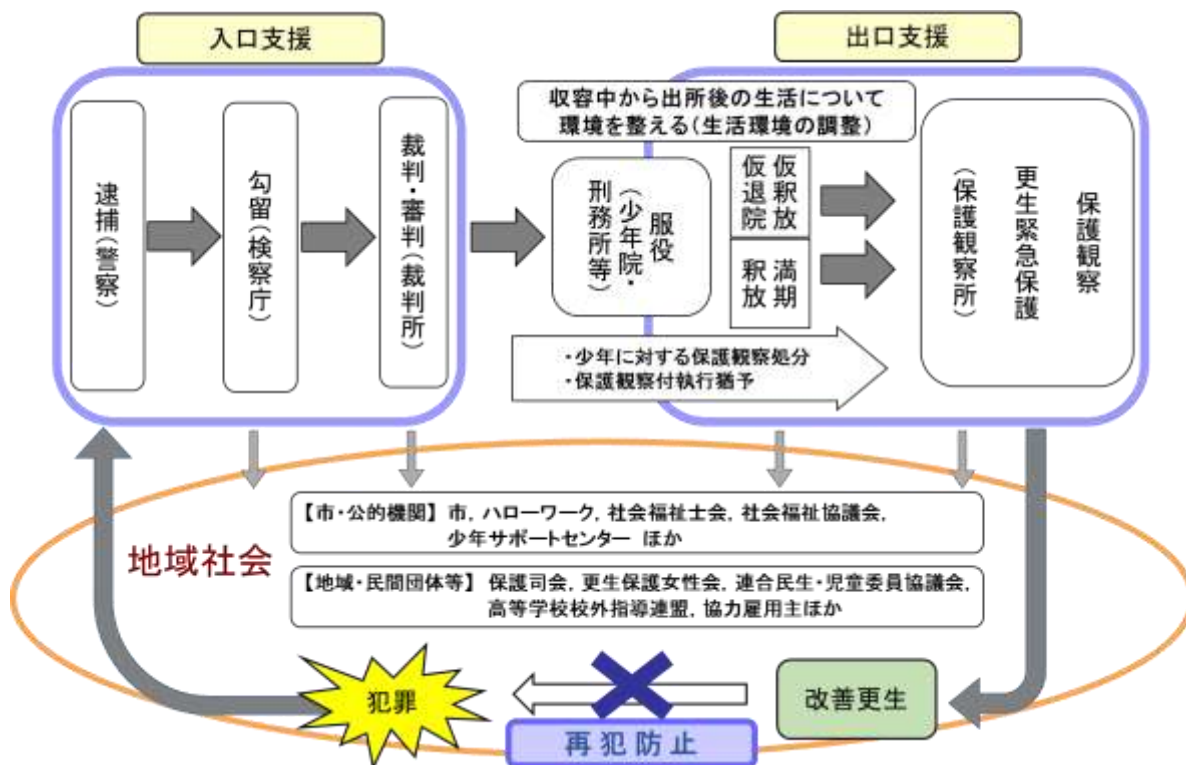 入口支援
出口支援
逮捕(警察)
勾留(検察庁)
裁判・審判(裁判所)
収容中から出所後の生活について
環境を整える(生活環境の調整)
服役
(少年院・
刑務所等)
仮釈放
仮退院
満期
釈放
保護観察
更生緊急保護
(保護観察所)
・少年に対する保護観察処分
・保護観察付執行猶予
地域社会
【市・公的機関】 市,ハローワーク,社会福祉士会,社会福祉協議会,
少年サポートセンター ほか
【地域・民間団体等】 保護司会,更生保護女性会,連合民生・児童委員協議会,
高等学校校外指導連盟,協力雇用主ほか
犯罪
改善更生
再犯防止